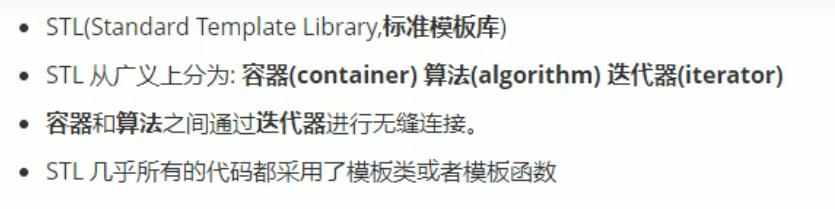 STL(Standard Template Library,标准模板库)
STL 从广义上分为: 容器(container) 算法(algorithm) 迭代器(iterator)
容器和算法之间通过迭代器进行无缝连接。
STL 几乎所有的代码都采用了模板类或者模板函数